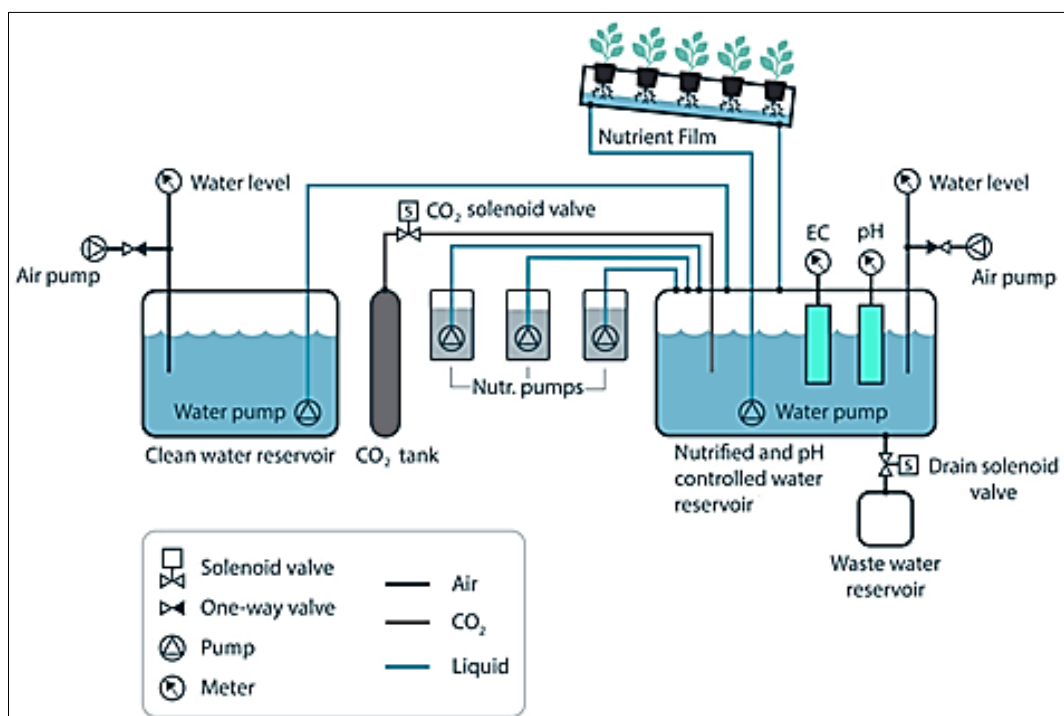 Nutrient Film
Water level
Water level
S
CO₂ solenoid valve
EC
pH
Air pump
Air pump
Nutr. pumps
Water pump
Water pump
Clean water reservoir
CO₂ tank
Nutrified and pH
controlled water
reservoir
S
Drain solenoid
valve
Waste water
reservoir
Solenoid valve
One-way valve
Pump
Meter
Air
CO₂
Liquid